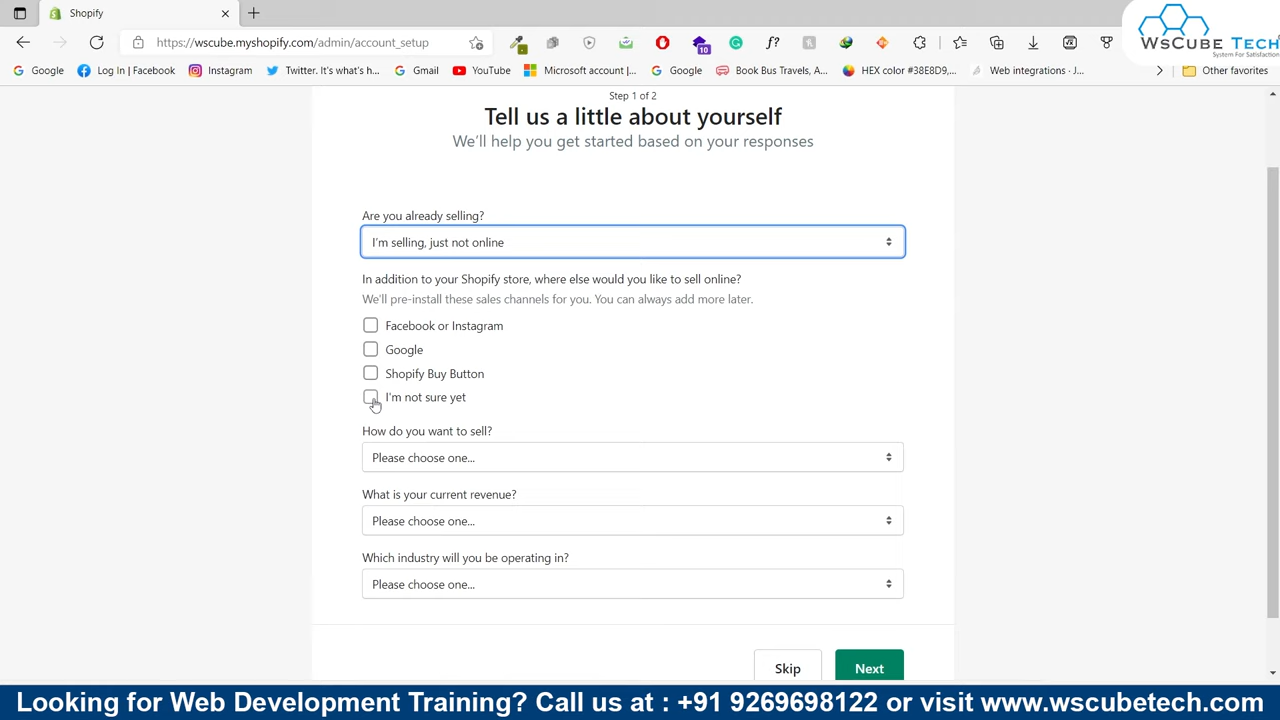 Shopify
https://wscube.myshopify.com/admin/account_setup
10
f?
WSCUBE TECH
System For Satisfaction
Google
Log In | Facebook
Instagram
Twitter. It's what's h...
Gmail
YouTube
Microsoft account |...
Google
Book Bus Travels, A...
HEX color #38E8D9,...
Web integrations · J...
Other favorites
Step 1 of 2
Tell us a little about yourself
We'll help you get started based on your responses
Are you already selling?
I'm selling, just not online
In addition to your Shopify store, where else would you like to sell online?
We'll pre-install these sales channels for you. You can always add more later.
Facebook or Instagram
Google
Shopify Buy Button
I'm not sure yet
How do you want to sell?
Please choose one...
What is your current revenue?
Please choose one...
Which industry will you be operating in?
Please choose one...
Skip
Next
Looking for Web Development Training? Call us at : +91 9269698122 or visit www.wscubetech.com